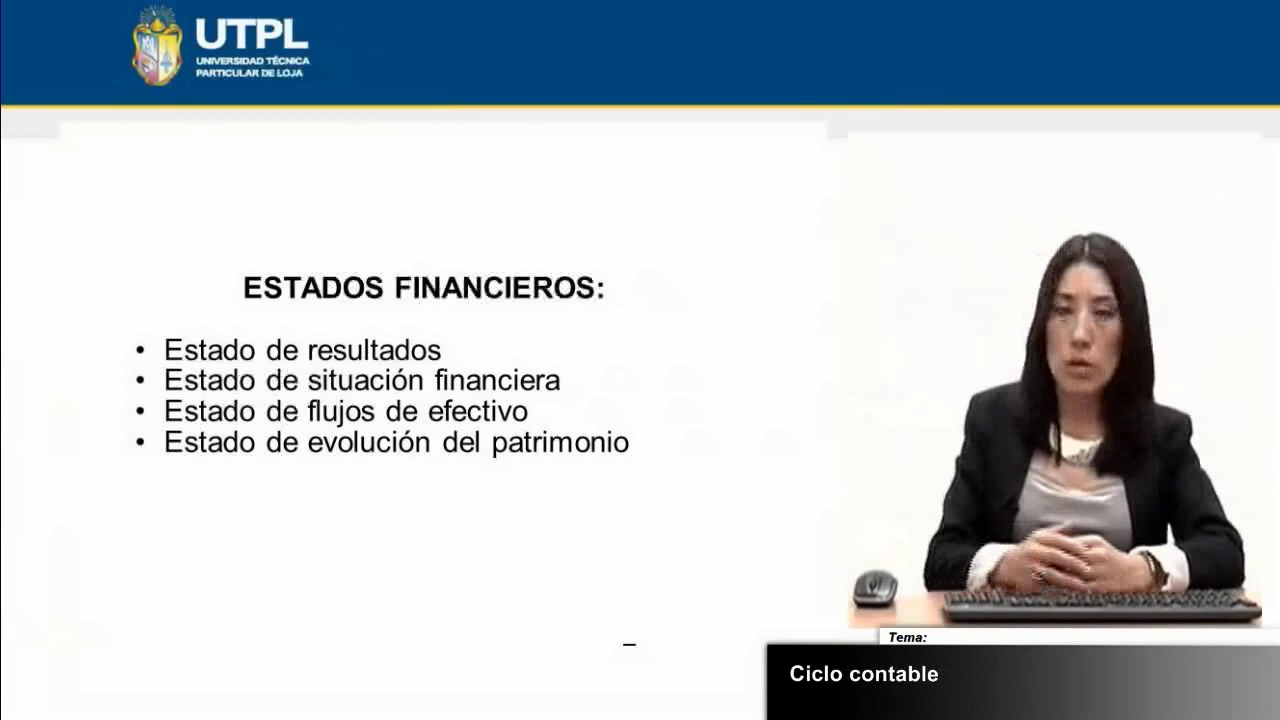 UTPL
UNIVERSIDAD TÉCNICA
PARTICULAR DE LOJA
ESTADOS FINANCIEROS:
• Estado de resultados
• Estado de situación financiera
• Estado de flujos de efectivo
• Estado de evolución del patrimonio
–
Tema:
Ciclo contable